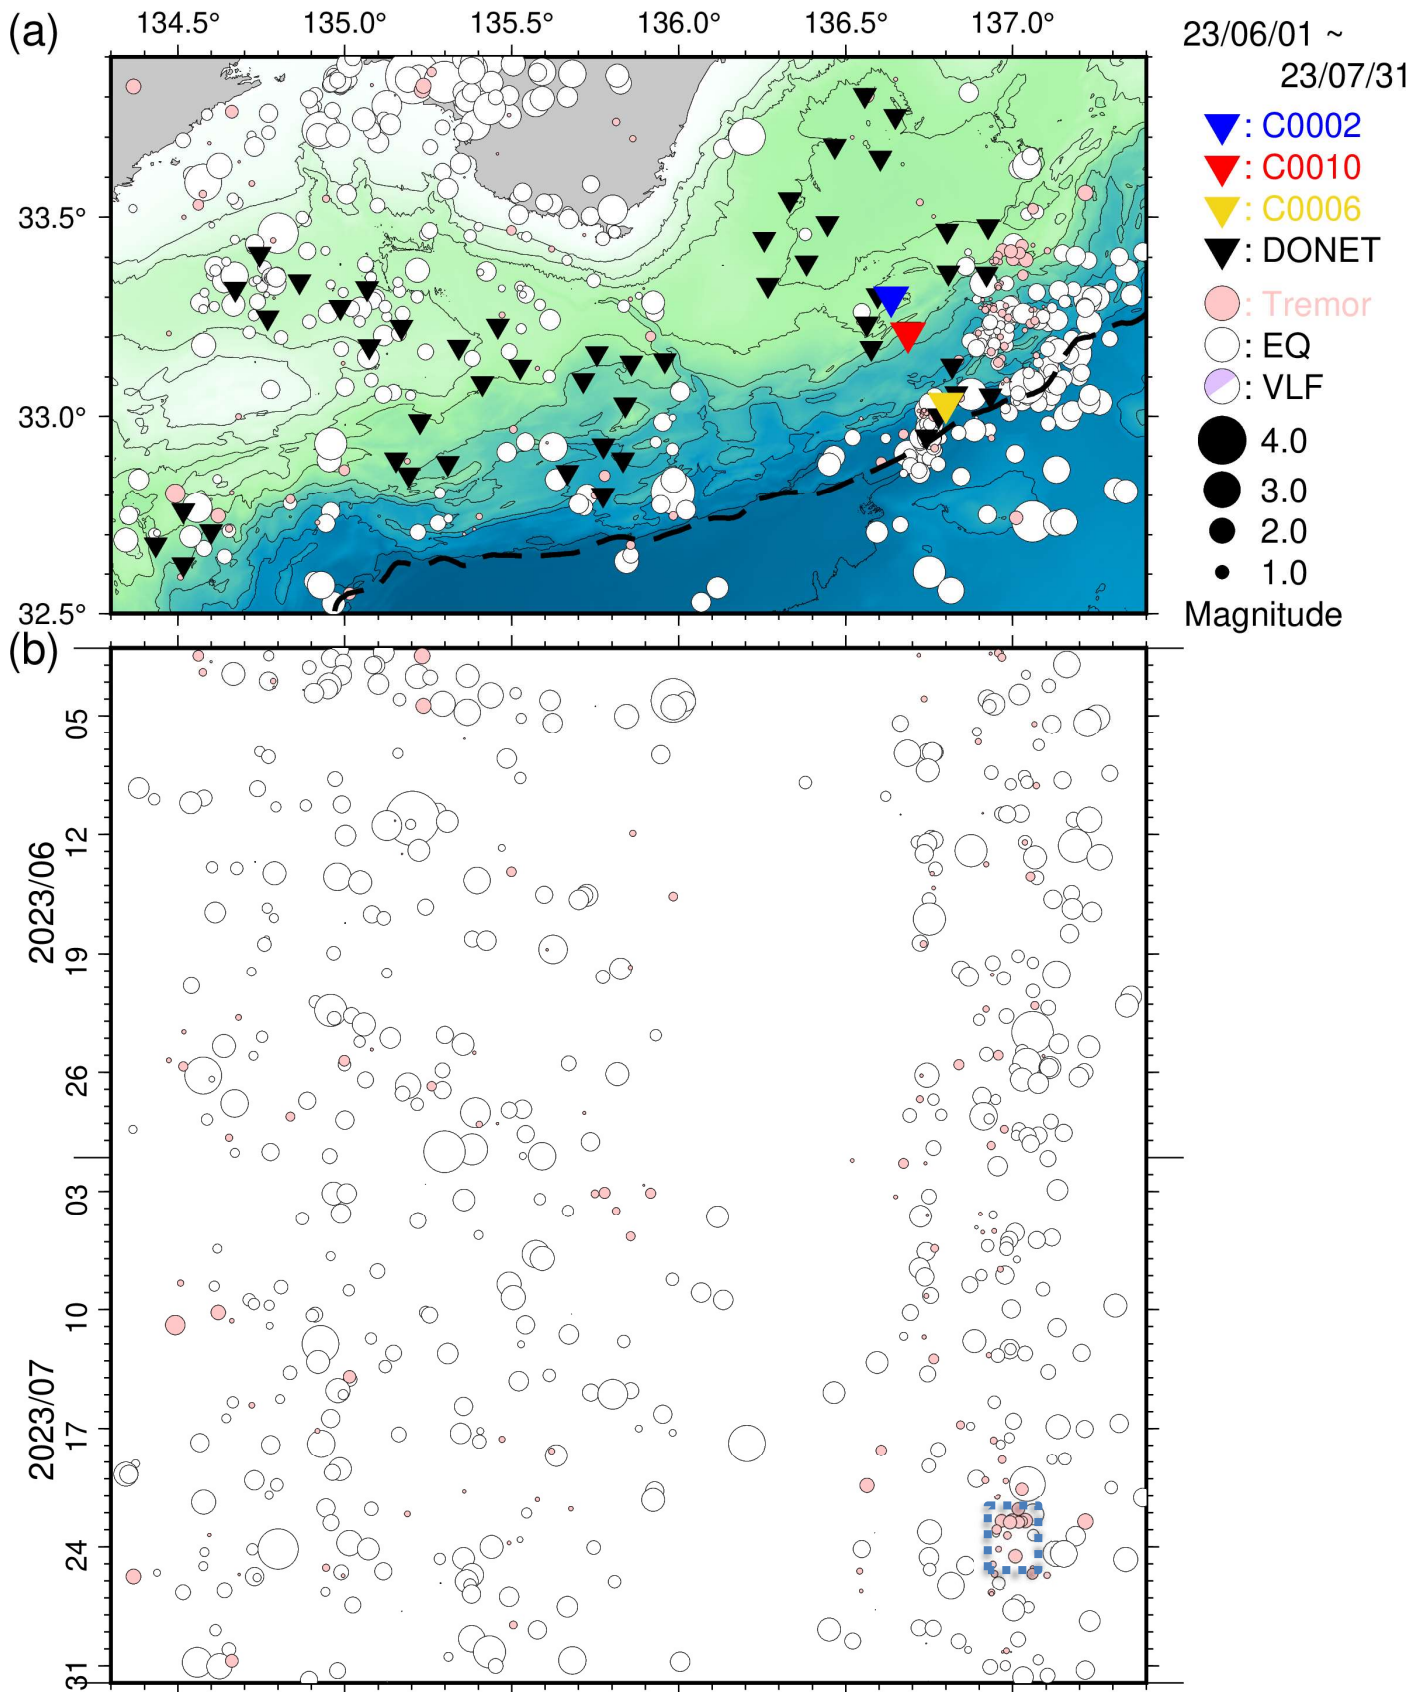 (a)
134.5° 135.0° 135.5° 136.0° 136.5° 137.0°
33.5°
33.0°
32.5°
23/06/01 ~
23/07/31
: C0002
: C0010
: C0006
: DONET
: Tremor
: EQ
: VLF
4.0
3.0
2.0
1.0
Magnitude
(b)
2023/06
05
12
19
26
2023/07
03
10
17
24
31